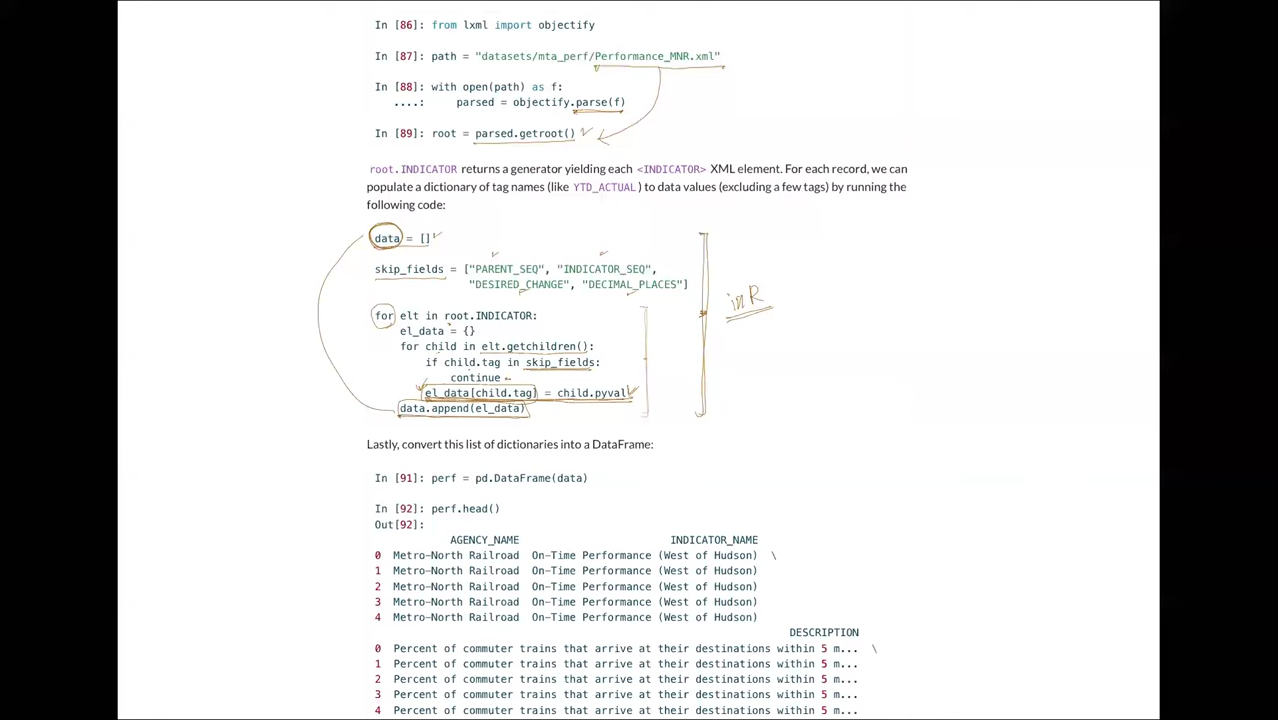 In [86]: from lxml import objectify
In [87]: path = "datasets/mta_perf/Performance_MNR.xml"
In [88]: with open(path) as f:
....:     parsed = objectify.parse(f)
In [89]: root = parsed.getroot()
root.INDICATOR returns a generator yielding each <INDICATOR> XML element. For each record, we can
populate a dictionary of tag names (like YTD_ACTUAL) to data values (excluding a few tags) by running the
following code:
data = []
skip_fields = ["PARENT_SEQ", "INDICATOR_SEQ",
"DESIRED_CHANGE", "DECIMAL_PLACES"]
in R
for elt in root.INDICATOR:
el_data = {}
for child in elt.getchildren():
if child.tag in skip_fields:
continue
el_data[child.tag] = child.pyval
data.append(el_data)
Lastly, convert this list of dictionaries into a DataFrame:
In [91]: perf = pd.DataFrame(data)
In [92]: perf.head()
Out[92]:
AGENCY_NAME INDICATOR_NAME
0 Metro-North Railroad On-Time Performance (West of Hudson) \
1 Metro-North Railroad On-Time Performance (West of Hudson)
2 Metro-North Railroad On-Time Performance (West of Hudson)
3 Metro-North Railroad On-Time Performance (West of Hudson)
4 Metro-North Railroad On-Time Performance (West of Hudson)
DESCRIPTION
0 Percent of commuter trains that arrive at their destinations within 5 m... \
1 Percent of commuter trains that arrive at their destinations within 5 m...
2 Percent of commuter trains that arrive at their destinations within 5 m...
3 Percent of commuter trains that arrive at their destinations within 5 m...
4 Percent of commuter trains that arrive at their destinations within 5 m...